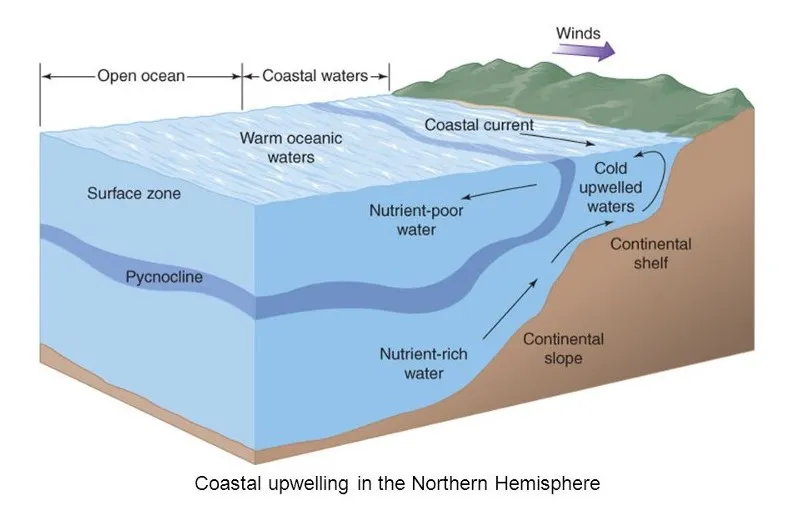 Winds
Open ocean
Coastal waters
Coastal current
Warm oceanic
waters
Cold
upwelled
waters
Surface zone
Nutrient-poor
water
Continental
shelf
Pycnocline
Continental
slope
Nutrient-rich
water
Coastal upwelling in the Northern Hemisphere